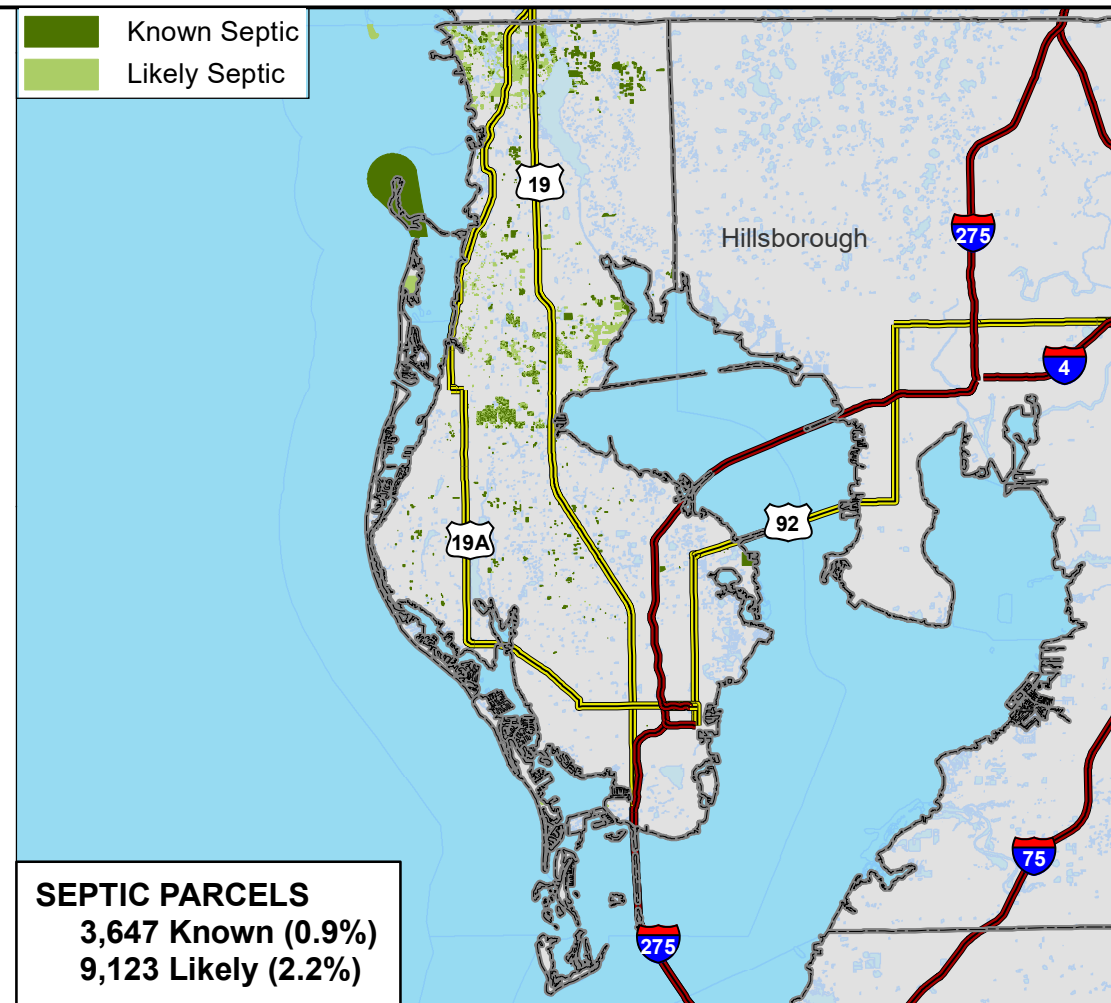 Known Septic
Likely Septic
19
Hillsborough
275
4
92
19A
75
275
SEPTIC PARCELS
3,647 Known (0.9%)
9,123 Likely (2.2%)